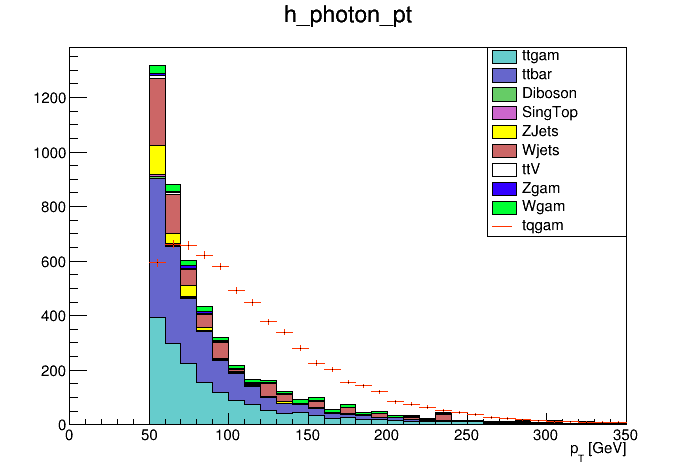 h_photon_pt
ttgam
ttbar
Diboson
SingTop
ZJets
Wjets
ttV
Zgam
Wgam
tqgam
1200
1000
800
600
400
200
0
0 50 100 150 200 250 300 350
p_T [GeV]